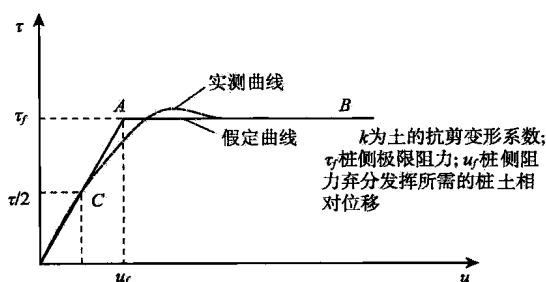 τ
实测曲线
A
B
τf
假定曲线
k为土的抗剪变形系数;
τf桩侧极限阻力; uf桩侧阻
力弃分发挥所需的桩土相
对位移
τ/2
C
uf
u